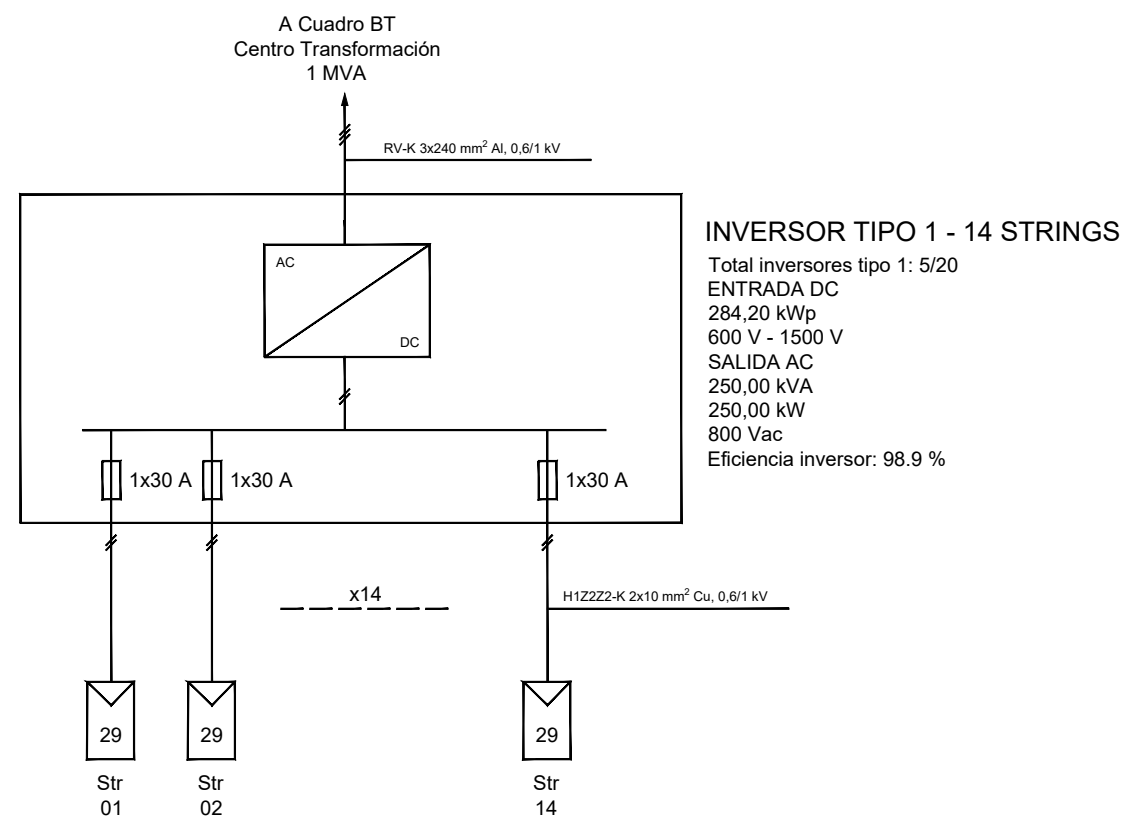 A Cuadro BT
Centro Transformación
1 MVA
RV-K 3x240 mm² Al, 0,6/1 kV
AC
DC
INVERSOR TIPO 1 - 14 STRINGS
Total inversores tipo 1: 5/20
ENTRADA DC
284,20 kWp
600 V - 1500 V
SALIDA AC
250,00 kVA
250,00 kW
800 Vac
Eficiencia inversor: 98.9 %
1x30 A
1x30 A
1x30 A
x14
H1Z2Z2-K 2x10 mm² Cu, 0,6/1 kV
29
29
29
Str
01
Str
02
Str
14